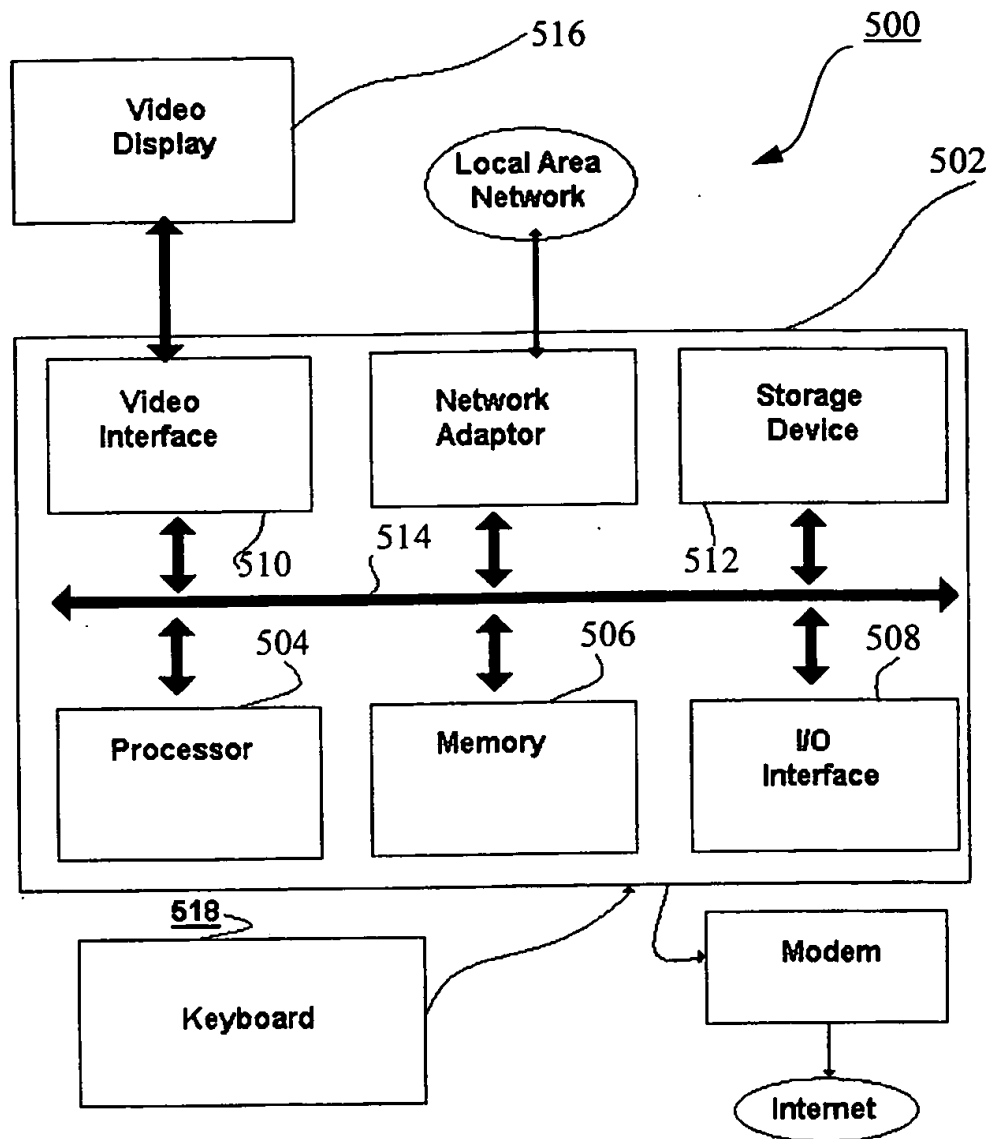 516
500
Video
Display
Local Area
Network
502
Video
Interface
Network
Adaptor
Storage
Device
510
514
512
504
506
508
Processor
Memory
I/O
Interface
518
Keyboard
Modem
Internet